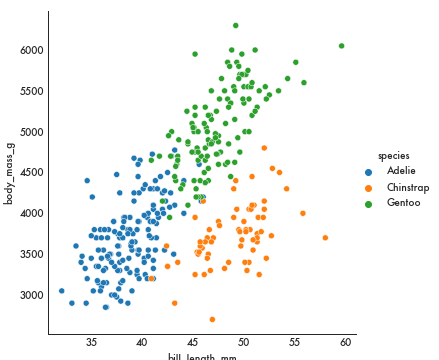 6000
5500
5000
4500
4000
3500
3000
body_mass_g
35 40 45 50 55 60
bill_length_mm
species
Adelie
Chinstrap
Gentoo